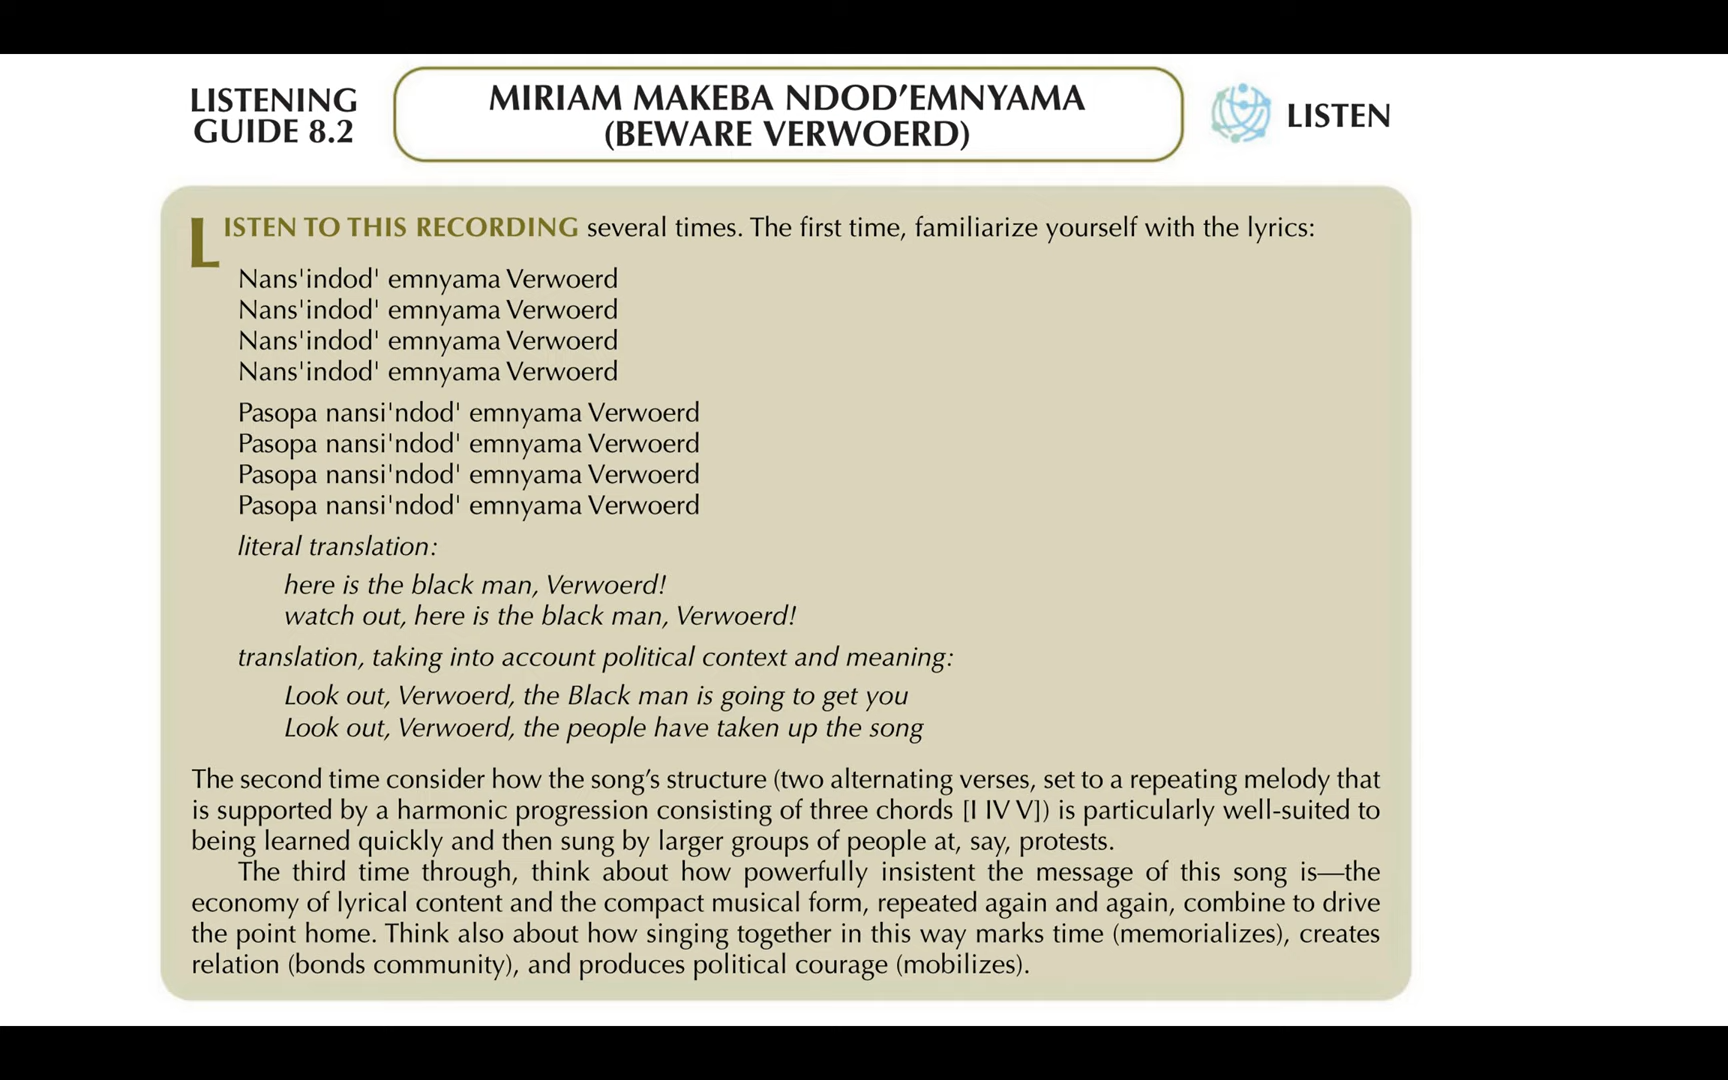 LISTENING
GUIDE 8.2
MIRIAM MAKEBA NDOD’EMNYAMA
(BEWARE VERWOERD)
LISTEN
LISTEN TO THIS RECORDING several times. The first time, familiarize yourself with the lyrics:
Nans'indod' emnyama Verwoerd
Nans'indod' emnyama Verwoerd
Nans'indod' emnyama Verwoerd
Nans'indod' emnyama Verwoerd
Pasopa nansi'ndod' emnyama Verwoerd
Pasopa nansi'ndod' emnyama Verwoerd
Pasopa nansi'ndod' emnyama Verwoerd
Pasopa nansi'ndod' emnyama Verwoerd
literal translation:
here is the black man, Verwoerd!
watch out, here is the black man, Verwoerd!
translation, taking into account political context and meaning:
Look out, Verwoerd, the Black man is going to get you
Look out, Verwoerd, the people have taken up the song
The second time consider how the song’s structure (two alternating verses, set to a repeating melody that
is supported by a harmonic progression consisting of three chords [I IV V]) is particularly well-suited to
being learned quickly and then sung by larger groups of people at, say, protests.
The third time through, think about how powerfully insistent the message of this song is—the
economy of lyrical content and the compact musical form, repeated again and again, combine to drive
the point home. Think also about how singing together in this way marks time (memorializes), creates
relation (bonds community), and produces political courage (mobilizes).